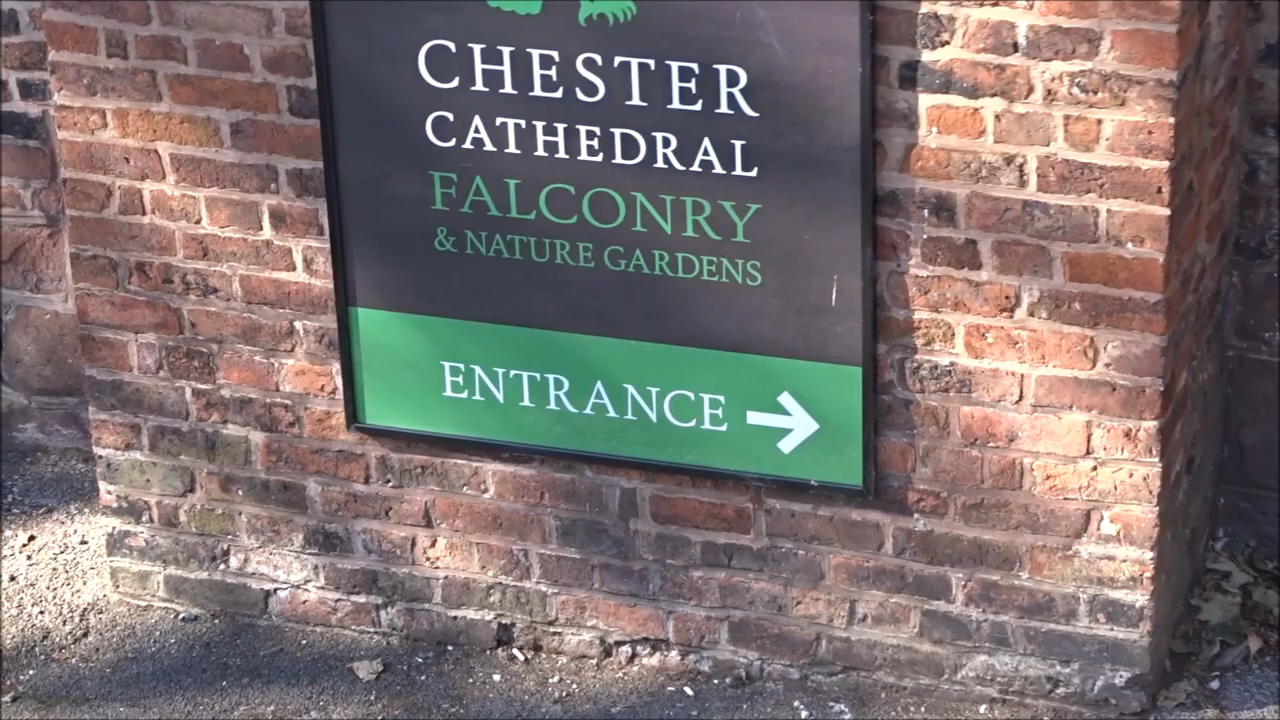 CHESTER
CATHEDRAL
FALCONRY
& NATURE GARDENS
ENTRANCE